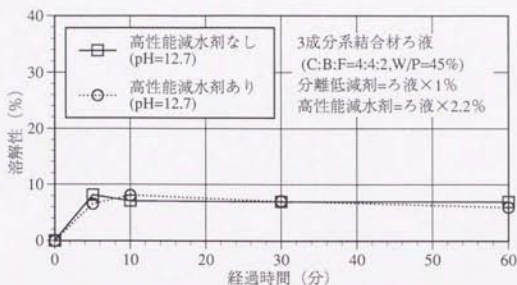 40
30
20
10
0
溶解性 (%)
高性能減水剤なし
(pH=12.7)
高性能減水剤あり
(pH=12.7)
3成分系結合材ろ液
(C:B:F=4:4:2,W/P=45%)
分離低減剤=ろ液×1%
高性能減水剤=ろ液×2.2%
0 10 20 30 40 50 60
経過時間 (分)